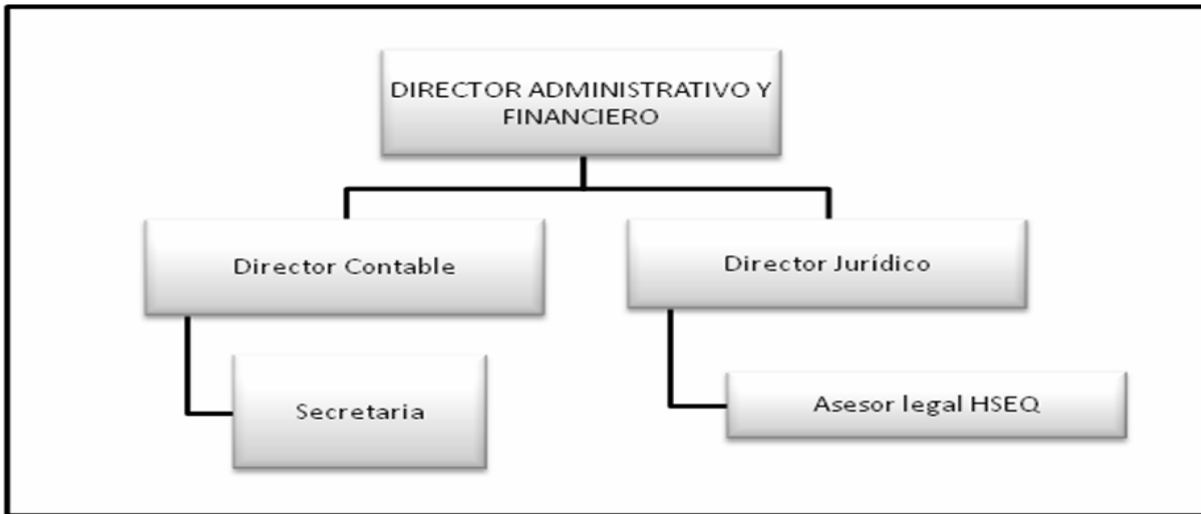 DIRECTOR ADMINISTRATIVO Y
FINANCIERO
Director Contable
Director Jurídico
Secretaria
Asesor legal HSEQ